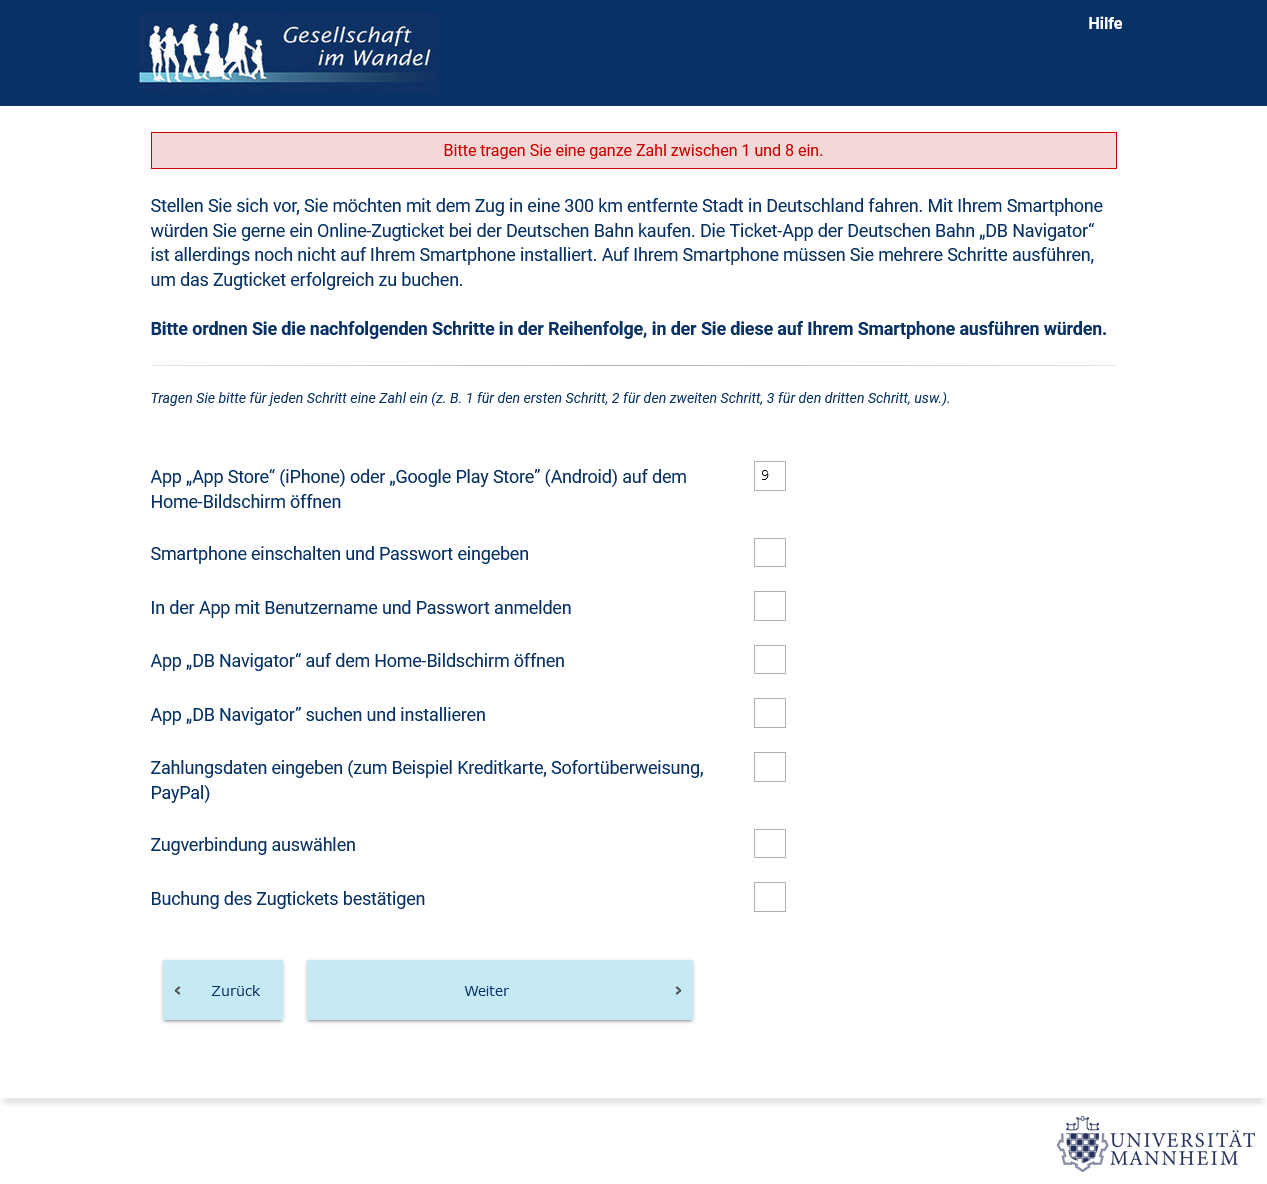 Gesellschaft
im Wandel
Hilfe
Bitte tragen Sie eine ganze Zahl zwischen 1 und 8 ein.
Stellen Sie sich vor, Sie möchten mit dem Zug in eine 300 km entfernte Stadt in Deutschland fahren. Mit Ihrem Smartphone
würden Sie gerne ein Online-Zugticket bei der Deutschen Bahn kaufen. Die Ticket-App der Deutschen Bahn „DB Navigator“
ist allerdings noch nicht auf Ihrem Smartphone installiert. Auf Ihrem Smartphone müssen Sie mehrere Schritte ausführen,
um das Zugticket erfolgreich zu buchen.
Bitte ordnen Sie die nachfolgenden Schritte in der Reihenfolge, in der Sie diese auf Ihrem Smartphone ausführen würden.
Tragen Sie bitte für jeden Schritt eine Zahl ein (z. B. 1 für den ersten Schritt, 2 für den zweiten Schritt, 3 für den dritten Schritt, usw.).
App „App Store“ (iPhone) oder „Google Play Store” (Android) auf dem
Home-Bildschirm öffnen
9
Smartphone einschalten und Passwort eingeben
In der App mit Benutzername und Passwort anmelden
App „DB Navigator“ auf dem Home-Bildschirm öffnen
App „DB Navigator” suchen und installieren
Zahlungsdaten eingeben (zum Beispiel Kreditkarte, Sofortüberweisung,
PayPal)
Zugverbindung auswählen
Buchung des Zugtickets bestätigen
Zurück
Weiter
UNIVERSITÄT
MANNHEIM